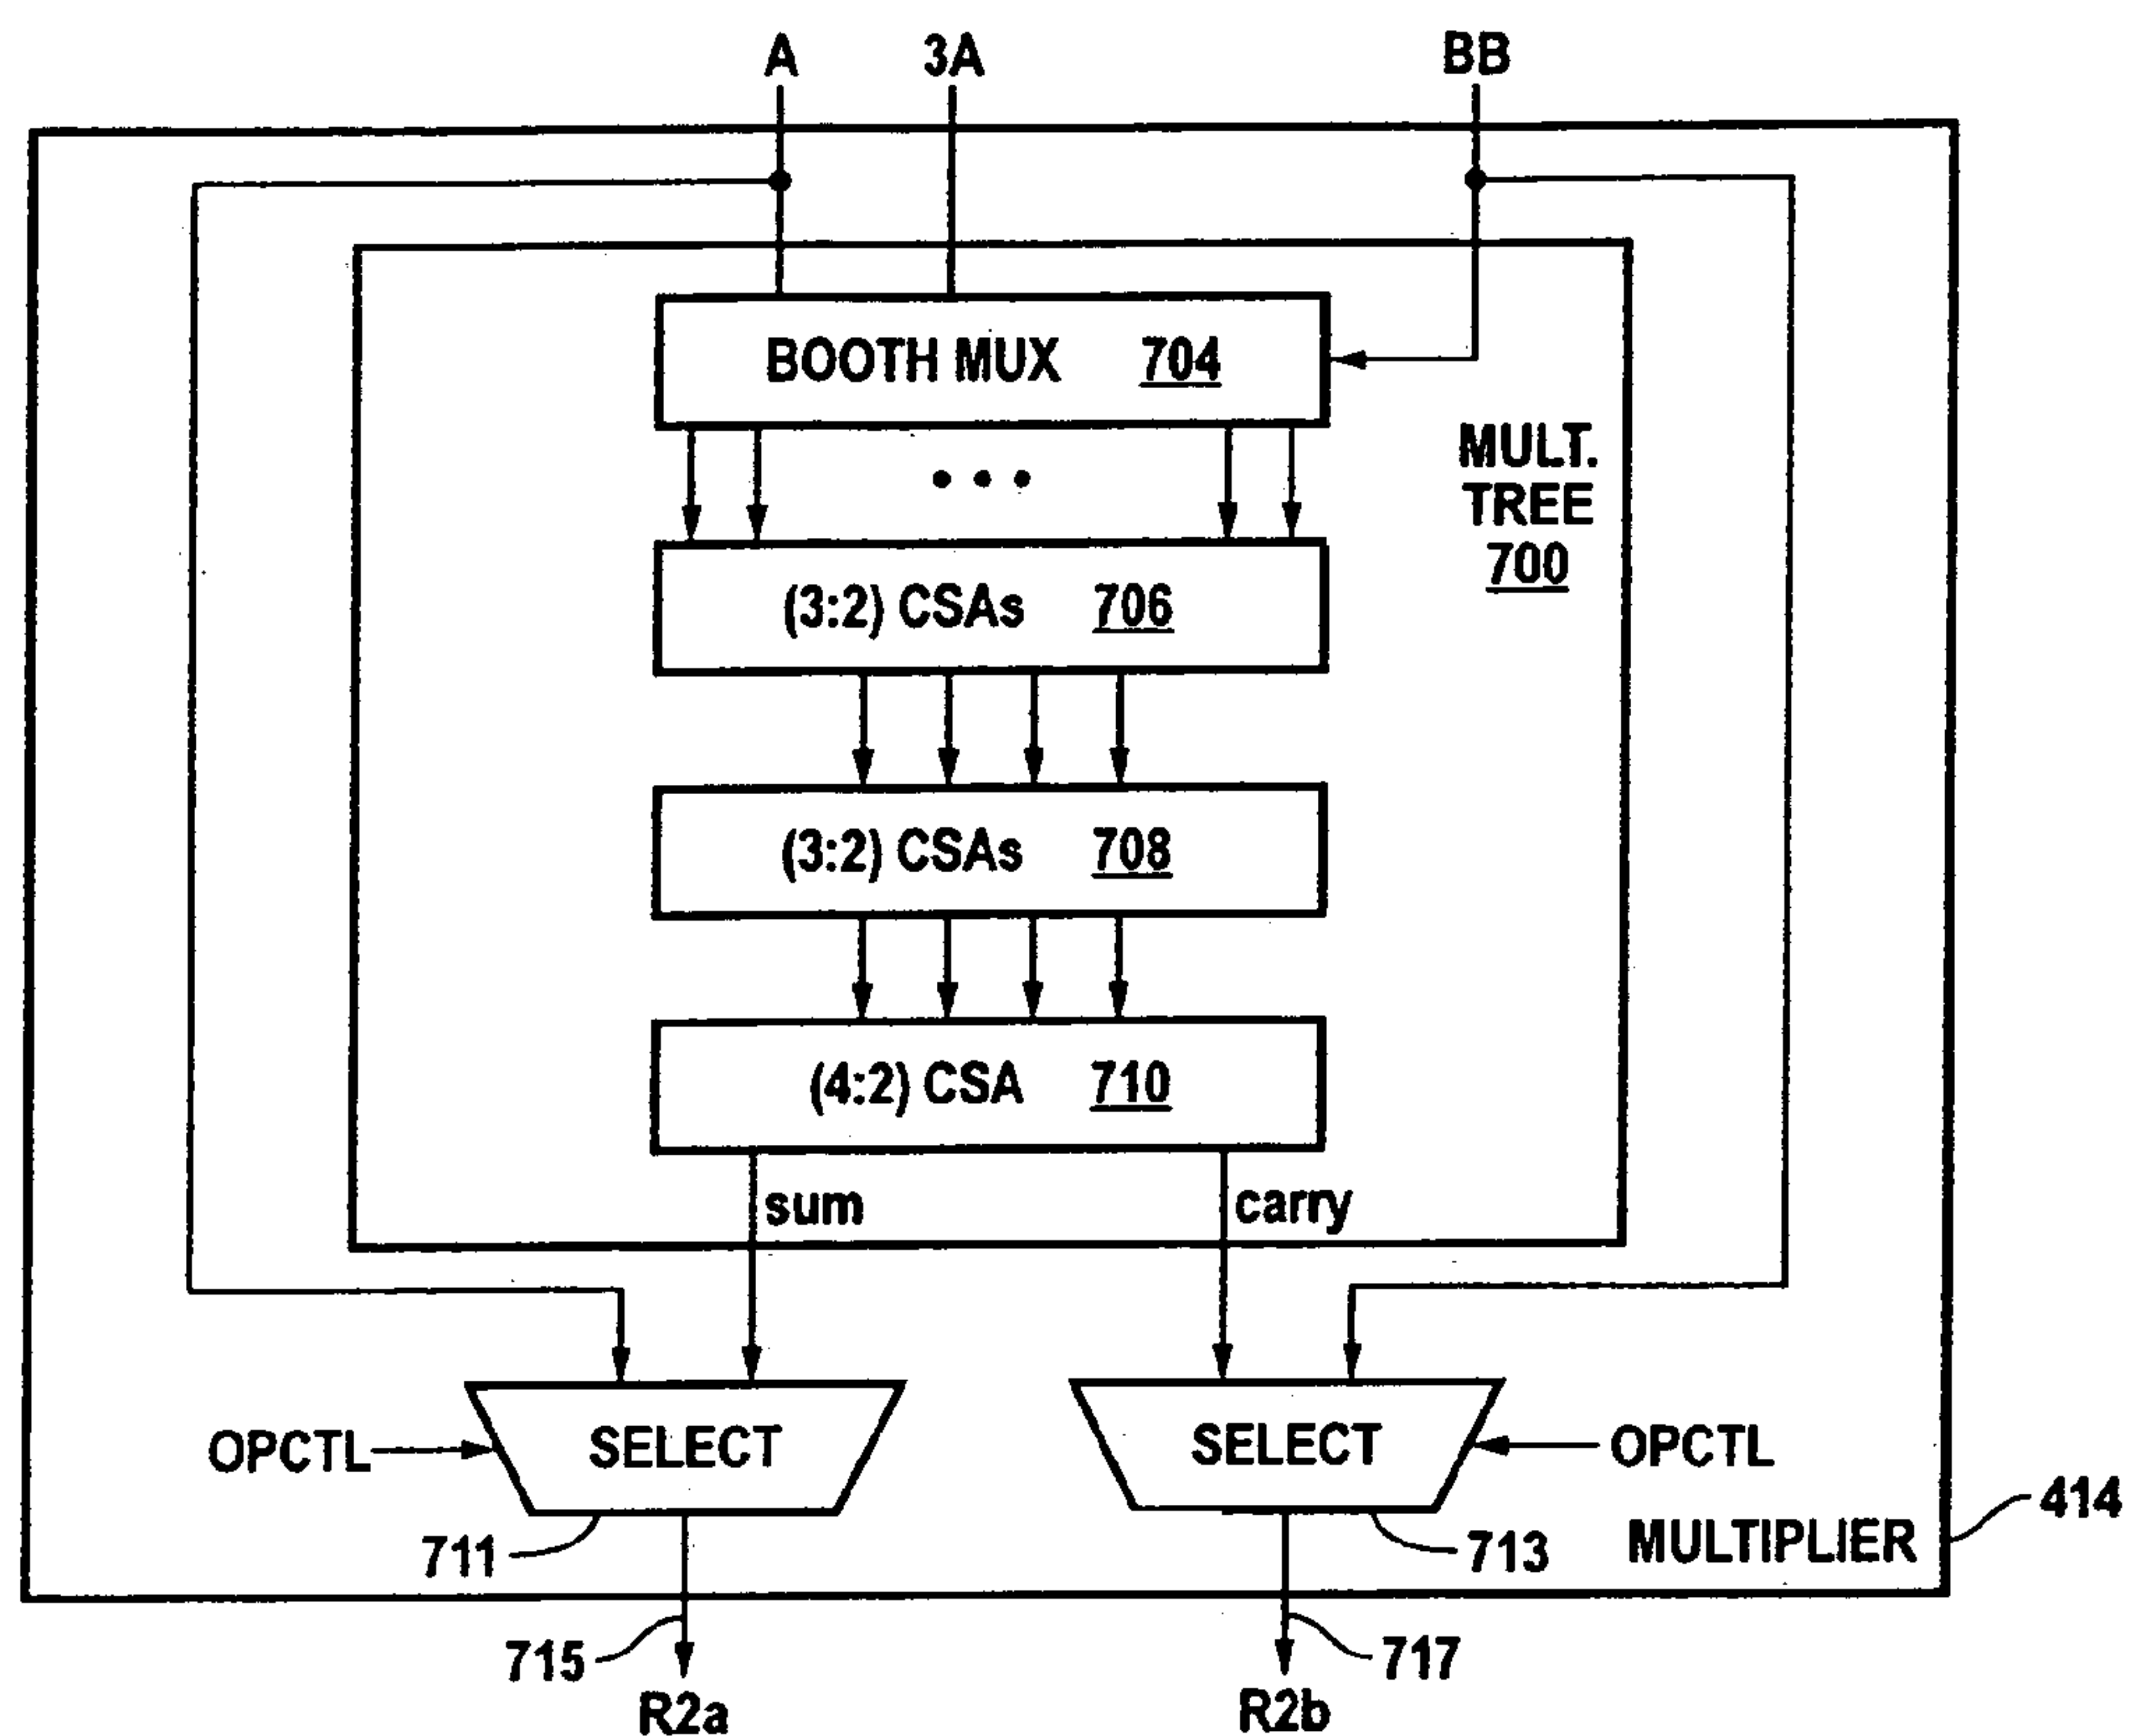 A 3A BB
BOOTH MUX 704
MULT.
TREE
700
(3:2) CSAs 706
(3:2) CSAs 708
(4:2) CSA 710
sum carry
OPCTL SELECT SELECT OPCTL
414
711 713 MULTIPLIER
715 717
R2a R2b